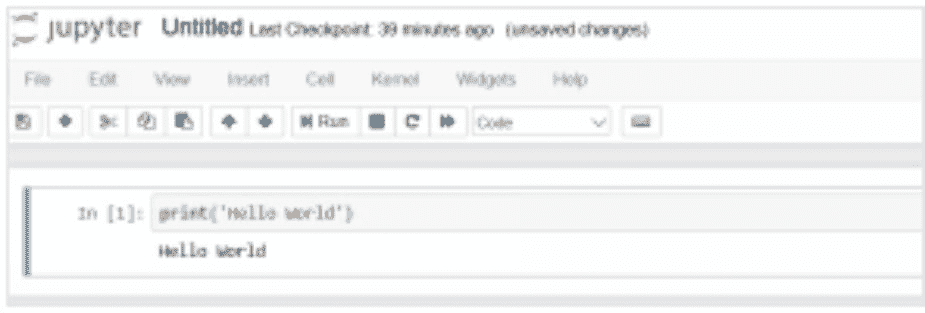 jupyter Untitled Last Checkpoint: 39 minutes ago (unsaved changes)
File Edit View Insert Cell Kernel Widgets Help
Run Code
In [1]: print('Hello World')
Hello World